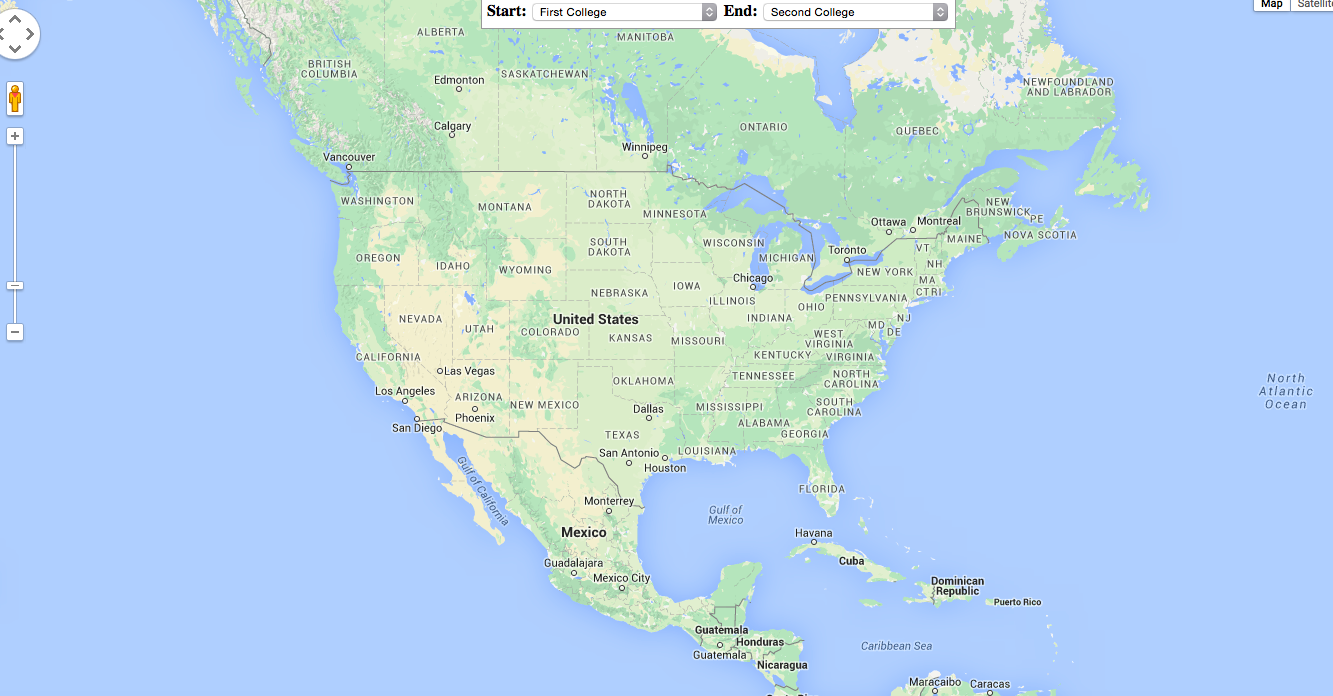 Start: First College End: Second College
Map Satellite
ALBERTA
MANITOBA
BRITISH
COLUMBIA
Edmonton
SASKATCHEWAN
NEWFOUNDLAND
AND LABRADOR
Calgary
ONTARIO
QUEBEC
Vancouver
Winnipeg
WASHINGTON
MONTANA
NORTH
DAKOTA
MINNESOTA
Ottawa
Montreal
NEW
BRUNSWICK
PE
NOVA SCOTIA
MAINE
OREGON
IDAHO
WYOMING
SOUTH
DAKOTA
WISCONSIN
MICHIGAN
Toronto
VT
NH
NEW YORK
MA
CT
RI
Chicago
IOWA
NEBRASKA
ILLINOIS
INDIANA
OHIO
PENNSYLVANIA
NEVADA
UTAH
COLORADO
United States
KANSAS
MISSOURI
WEST
VIRGINIA
MD
DE
NJ
KENTUCKY
VIRGINIA
CALIFORNIA
Las Vegas
Los Angeles
ARIZONA
NEW MEXICO
OKLAHOMA
TENNESSEE
NORTH
CAROLINA
North
Atlantic
Ocean
Phoenix
San Diego
Dallas
MISSISSIPPI
ALABAMA
SOUTH
CAROLINA
GEORGIA
TEXAS
San Antonio
Houston
LOUISIANA
Gulf of California
FLORIDA
Monterrey
Gulf of
Mexico
Mexico
Havana
Cuba
Guadalajara
Mexico City
Dominican
Republic
Puerto Rico
Guatemala
Honduras
Guatemala
Nicaragua
Caribbean Sea
Maracaibo
Caracas